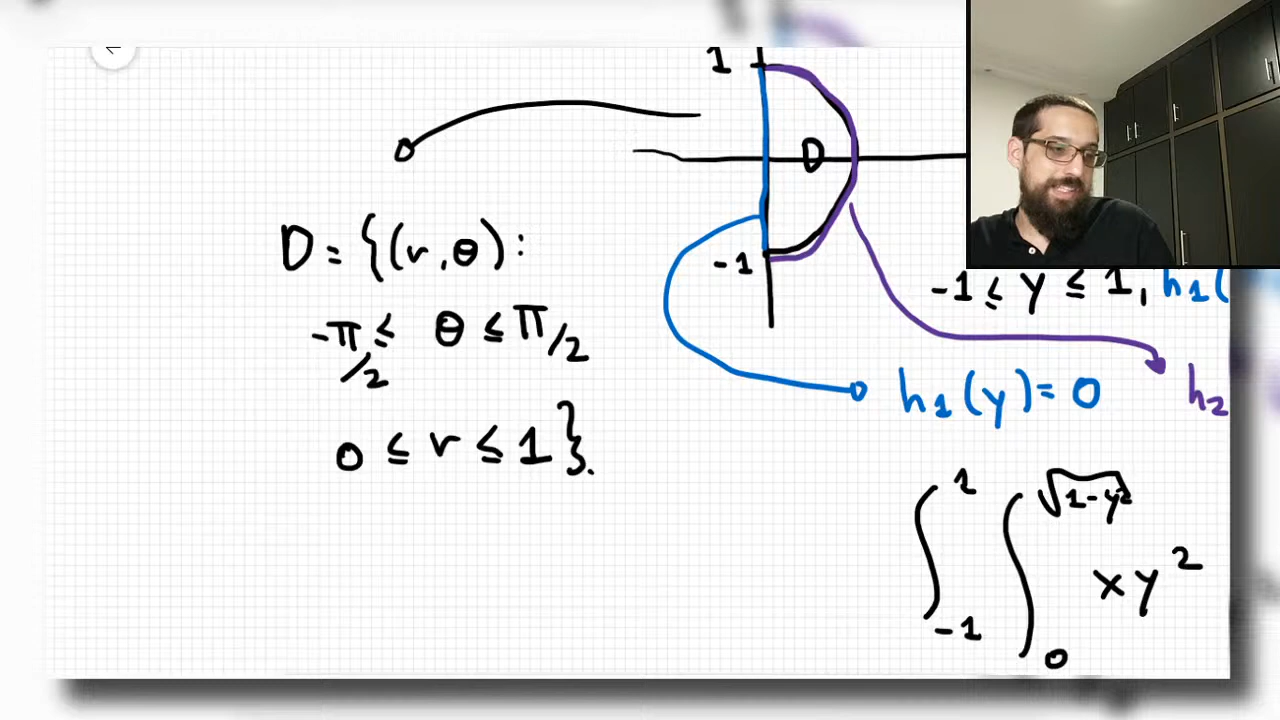 1
D
D = {(r, θ):
-π/2 ≤ θ ≤ π/2
0 ≤ r ≤ 1}.
-1
-1 ≤ y ≤ 1, h₁(
h₁(y) = 0
h₂
∫₋₁¹ ∫₀^√(1-y²) xy²